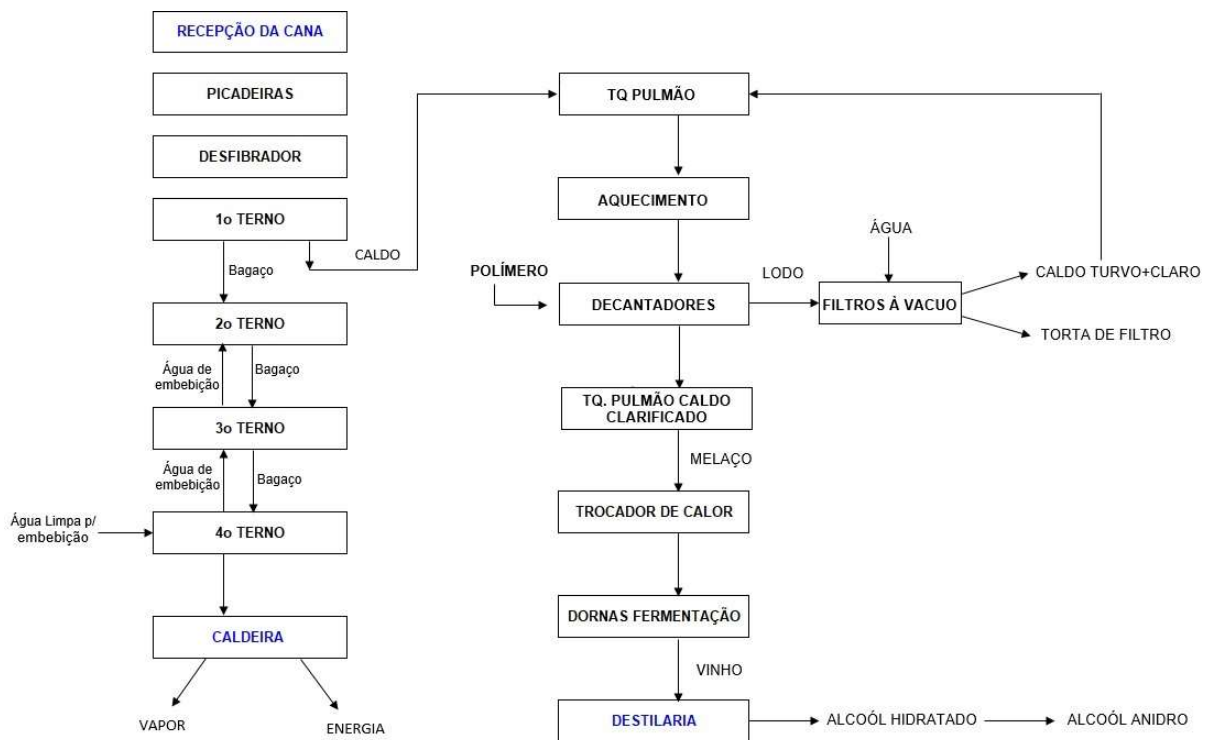 RECEPÇÃO DA CANA
PICADEIRAS
DESFIBRADOR
1o TERNO
Bagaço
CALDO
2o TERNO
Água de
embebição
Bagaço
3o TERNO
Água de
embebição
Bagaço
Água Limpa p/
embebição
4o TERNO
CALDEIRA
VAPOR
ENERGIA
TQ PULMÃO
AQUECIMENTO
POLÍMERO
DECANTADORES
LODO
ÁGUA
FILTROS À VACUO
CALDO TURVO+CLARO
TORTA DE FILTRO
TQ. PULMÃO CALDO
CLARIFICADO
MELAÇO
TROCADOR DE CALOR
DORNAS FERMENTAÇÃO
VINHO
DESTILARIA
ALCOÓL HIDRATADO
ALCOÓL ANIDRO